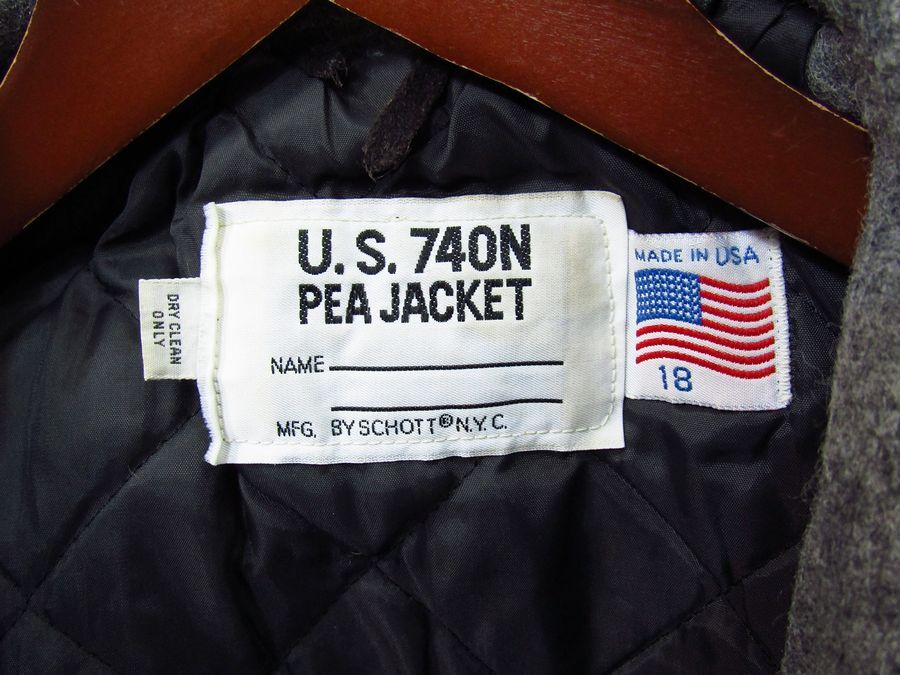 U.S. 740N
PEA JACKET
NAME
MFG. BY SCHOTT® N.Y.C.
DRY CLEAN
ONLY
MADE IN USA
18